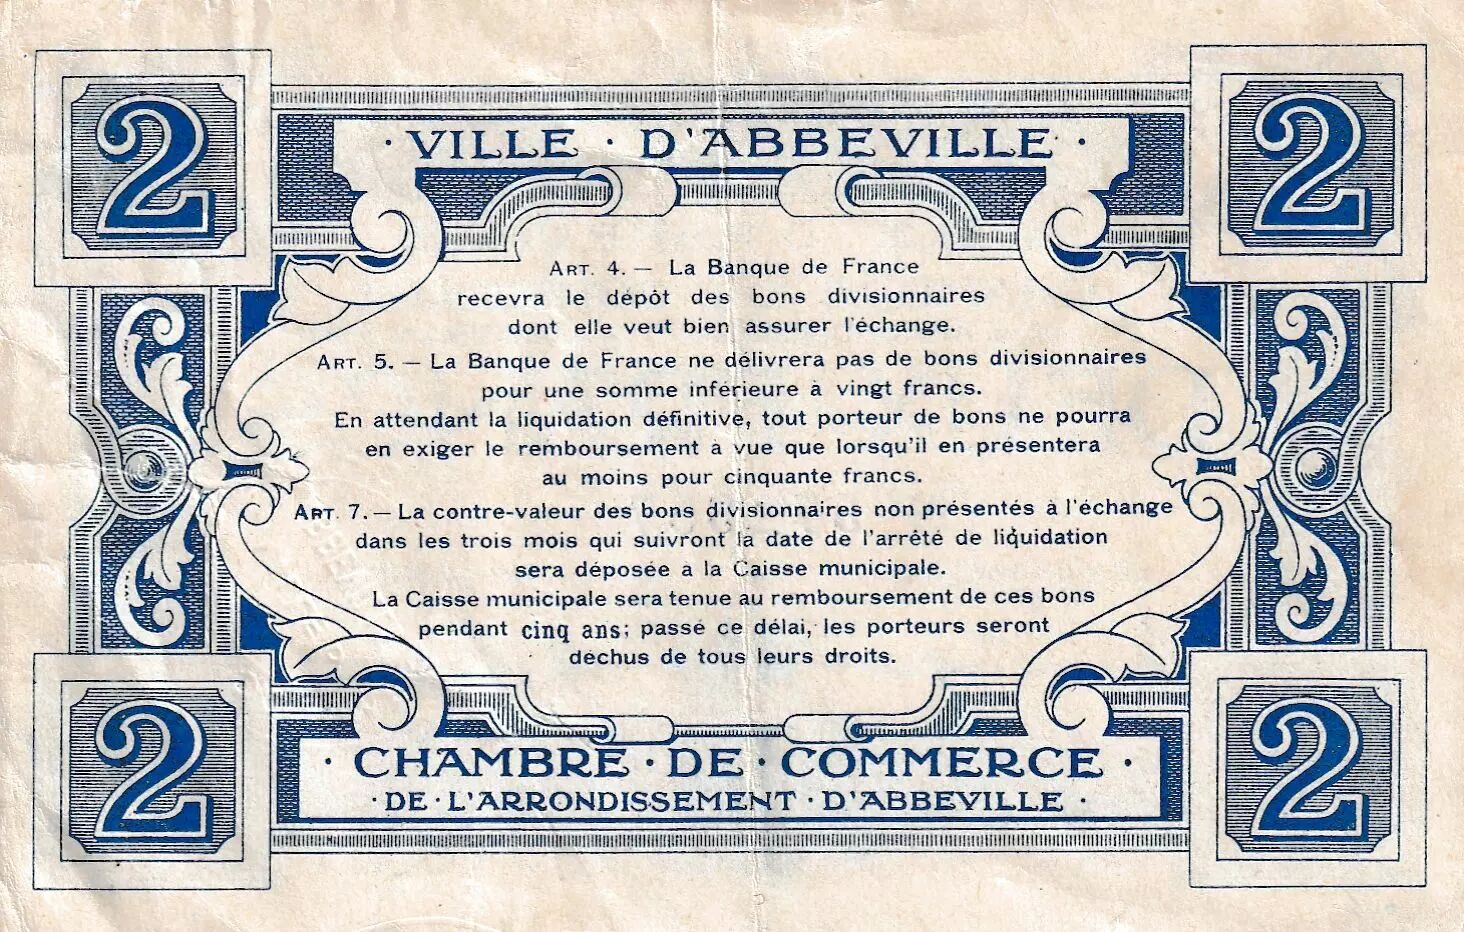 2
2
· VILLE · D'ABBEVILLE ·
ART. 4. — La Banque de France
recevra le dépôt des bons divisionnaires
dont elle veut bien assurer l'échange.
ART. 5. — La Banque de France ne délivrera pas de bons divisionnaires
pour une somme inférieure à vingt francs.
En attendant la liquidation définitive, tout porteur de bons ne pourra
en exiger le remboursement à vue que lorsqu'il en présentera
au moins pour cinquante francs.
ART. 7. — La contre-valeur des bons divisionnaires non présentés à l'échange
dans les trois mois qui suivront la date de l'arrêté de liquidation
sera déposée à la Caisse municipale.
La Caisse municipale sera tenue au remboursement de ces bons
pendant cinq ans; passé ce délai, les porteurs seront
déchus de tous leurs droits.
· CHAMBRE · DE · COMMERCE ·
· DE · L'ARRONDISSEMENT · D'ABBEVILLE ·
2
2